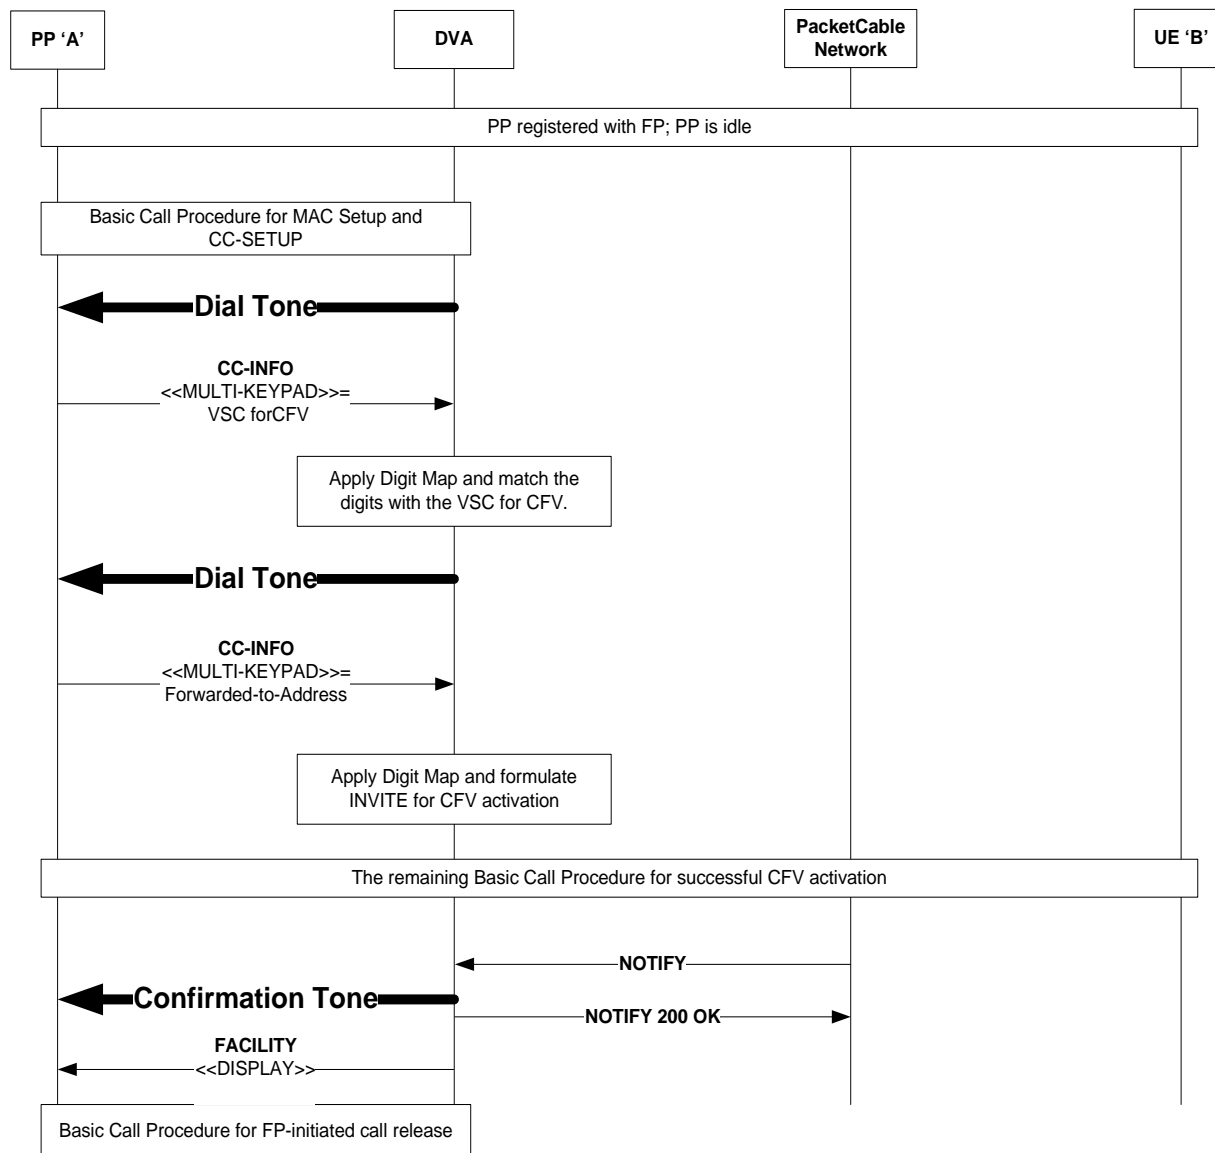 PP ‘A’
DVA
PacketCable
Network
UE ‘B’
PP registered with FP; PP is idle
Basic Call Procedure for MAC Setup and
CC-SETUP
Dial Tone
CC-INFO
<<MULTI-KEYPAD>>=
VSC forCFV
Apply Digit Map and match the
digits with the VSC for CFV.
Dial Tone
CC-INFO
<<MULTI-KEYPAD>>=
Forwarded-to-Address
Apply Digit Map and formulate
INVITE for CFV activation
The remaining Basic Call Procedure for successful CFV activation
NOTIFY
Confirmation Tone
NOTIFY 200 OK
FACILITY
<<DISPLAY>>
Basic Call Procedure for FP-initiated call release